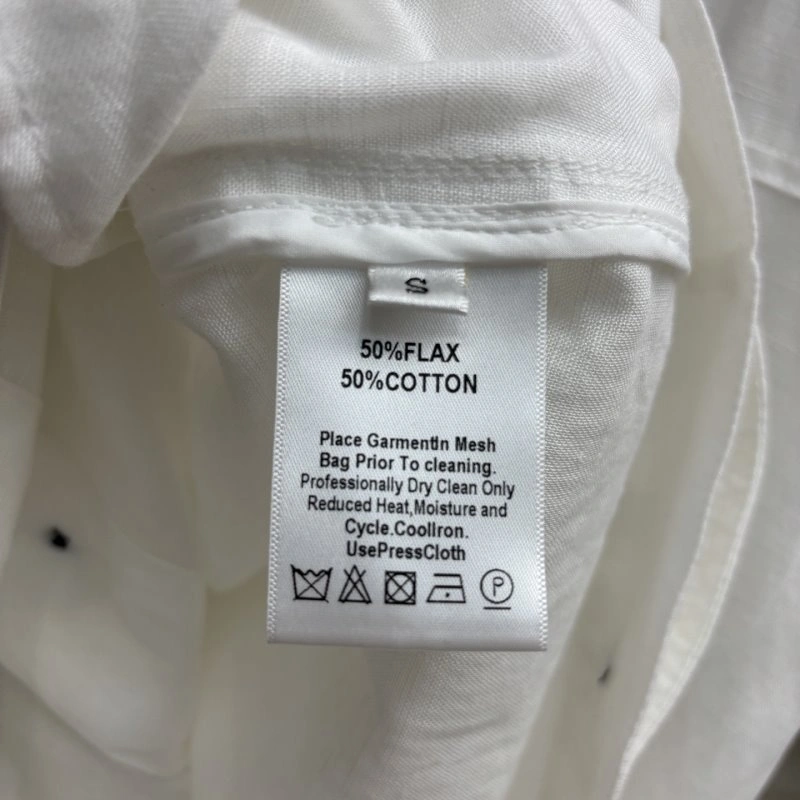 S
50%FLAX
50%COTTON
Place GarmentIn Mesh
Bag Prior To cleaning.
Professionally Dry Clean Only
Reduced Heat,Moisture and
Cycle.CoolIron.
UsePressCloth
P